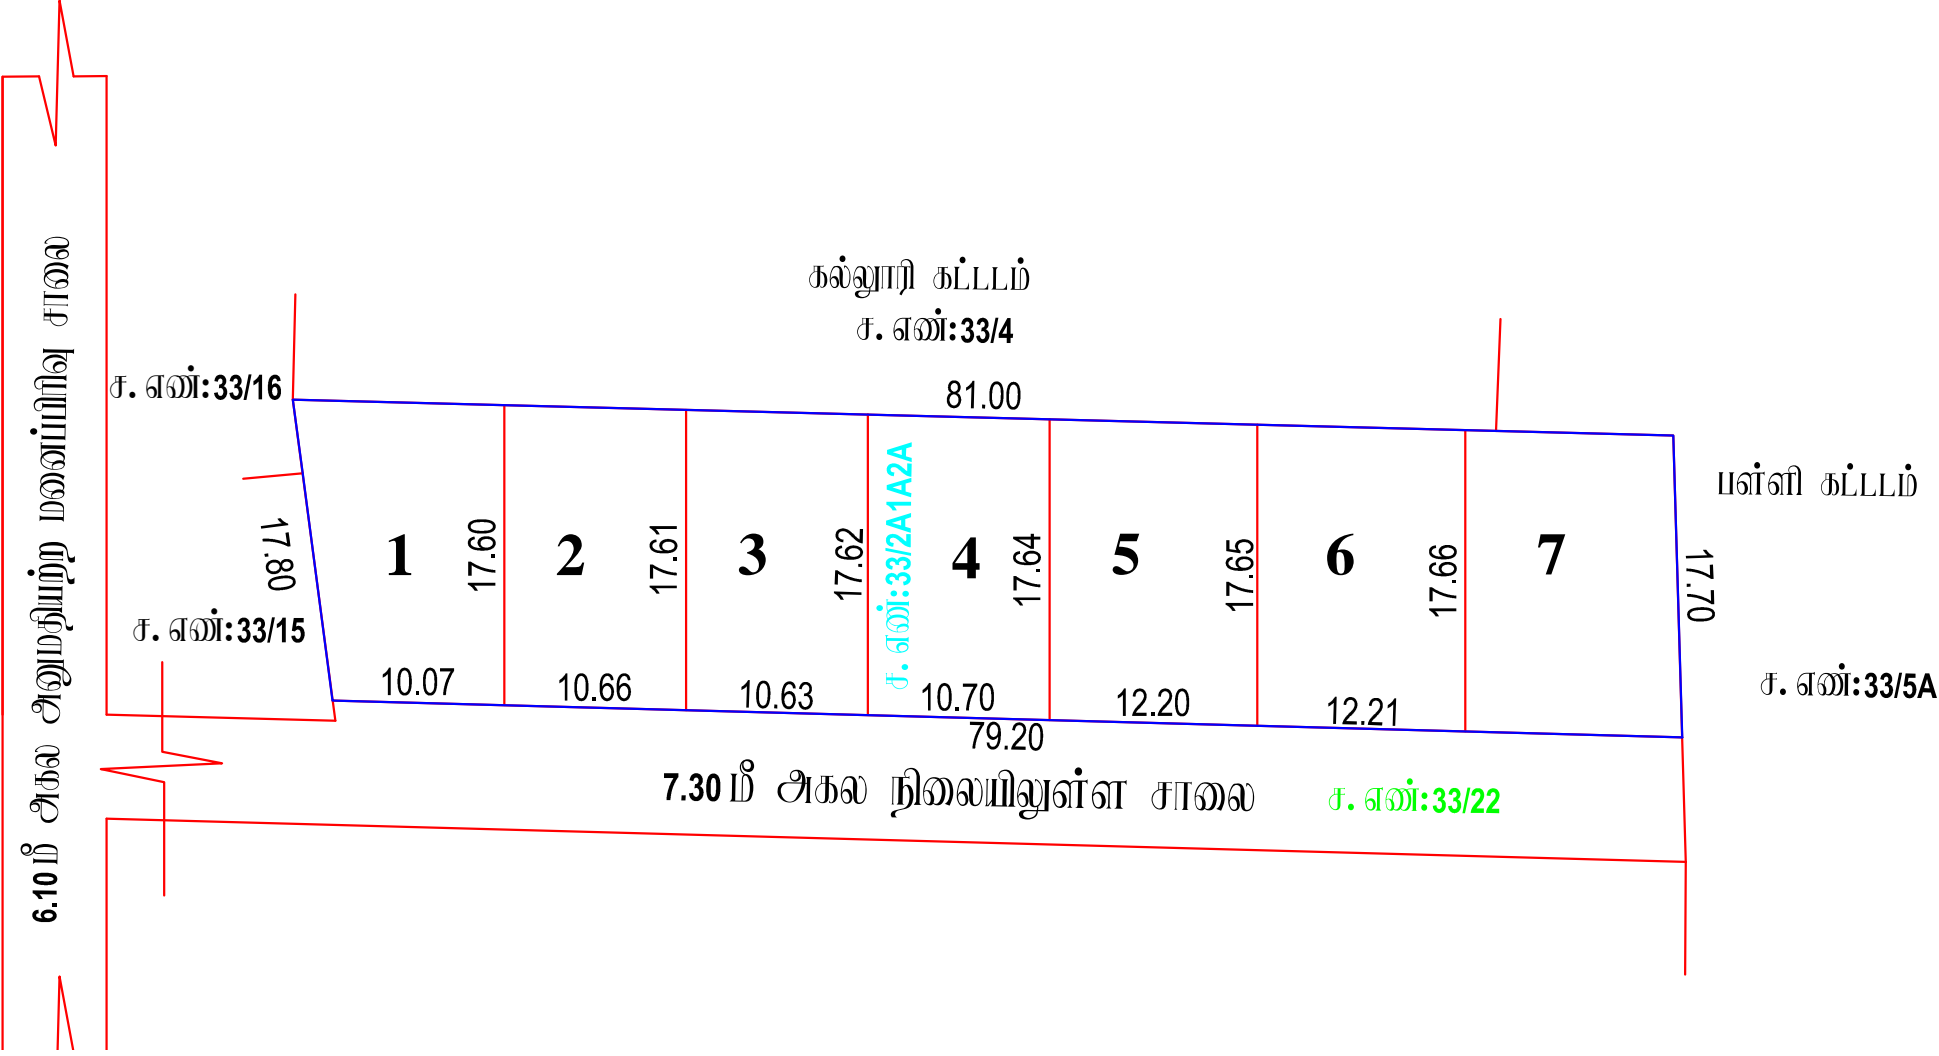 கல்லூரி கட்டடம்
ச. எண்:33/4
81.00
ச. எண்:33/16
6.10மீ அகல அனுமதியற்ற மனைப்பிரிவு சாலை
பள்ளி கட்டடம்
17.80
1
17.60
2
17.61
3
17.62
ச. எண்:33/2A1A2A
4
17.64
5
17.65
6
17.66
7
17.70
ச. எண்:33/15
ச. எண்:33/5A
10.07
10.66
10.63
10.70
12.20
12.21
79.20
7.30மீ அகல நிலையிலுள்ள சாலை
ச. எண்:33/22